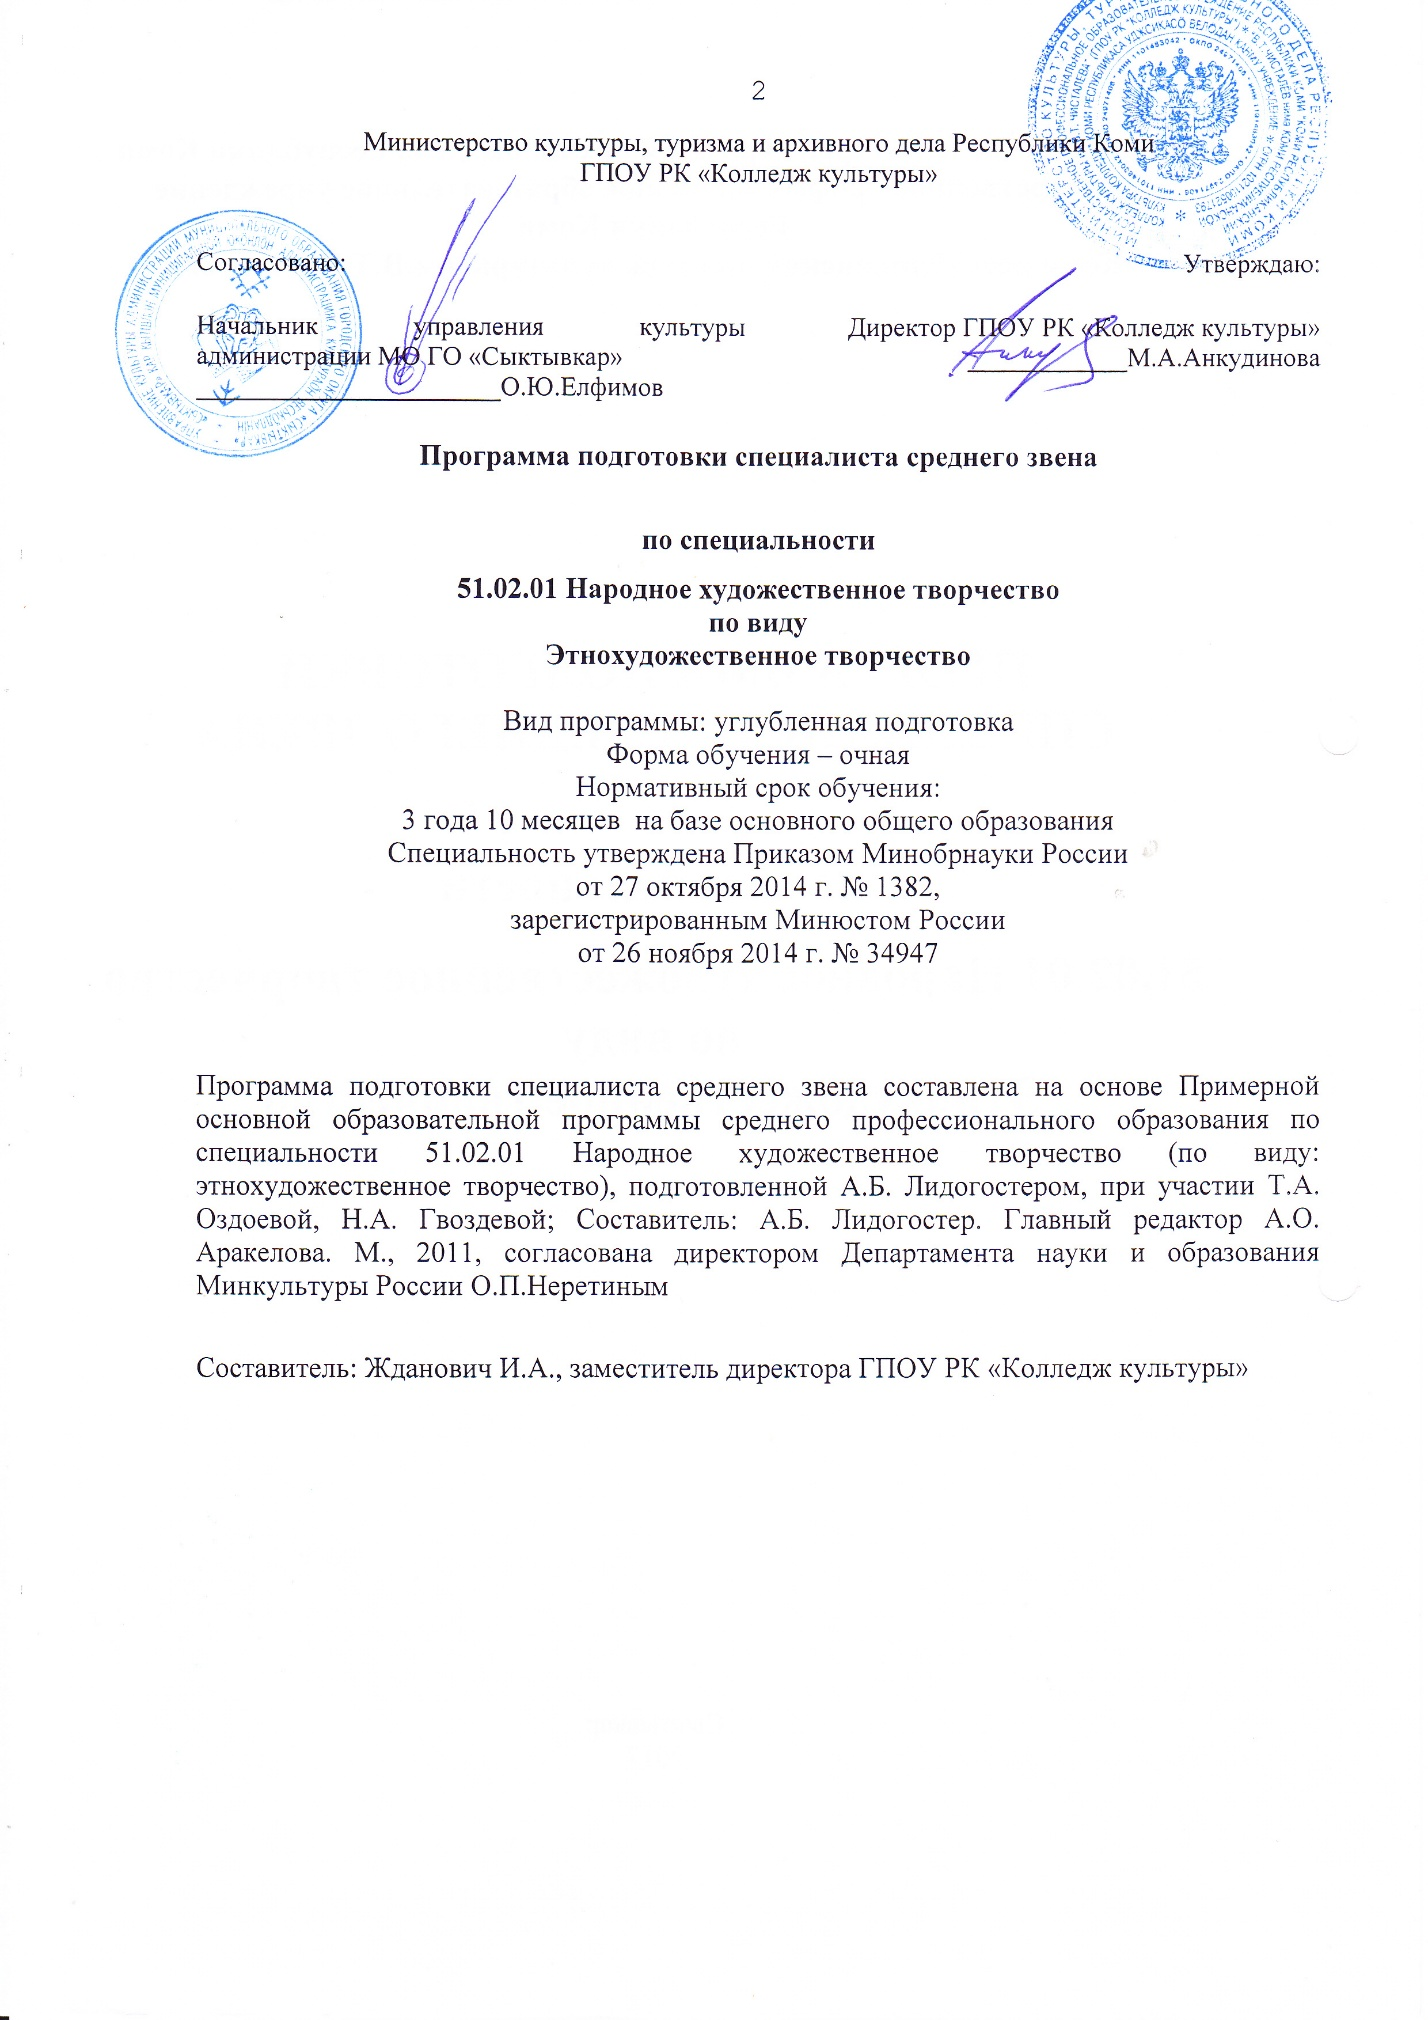 2
Министерство культуры, туризма и архивного дела Республики Коми
ГПОУ РК «Колледж культуры»
Согласовано:
Утверждаю:
Начальник управления культуры
администрации МО ГО «Сыктывкар»
О.Ю.Елфимов
Директор ГПОУ РК «Колледж культуры»
М.А.Анкудинова
Программа подготовки специалиста среднего звена
по специальности
51.02.01 Народное художественное творчество
по виду
Этнохудожественное творчество
Вид программы: углубленная подготовка
Форма обучения – очная
Нормативный срок обучения:
3 года 10 месяцев на базе основного общего образования
Специальность утверждена Приказом Минобрнауки России
от 27 октября 2014 г. № 1382,
зарегистрированным Минюстом России
от 26 ноября 2014 г. № 34947
Программа подготовки специалиста среднего звена составлена на основе Примерной
основной образовательной программы среднего профессионального образования по
специальности 51.02.01 Народное художественное творчество (по виду:
этнохудожественное творчество), подготовленной А.Б. Лидогостером, при участии Т.А.
Оздоевой, Н.А. Гвоздевой; Составитель: А.Б. Лидогостер. Главный редактор А.О.
Аракелова. М., 2011, согласована директором Департамента науки и образования
Минкультуры России О.П.Неретиным
Составитель: Жданович И.А., заместитель директора ГПОУ РК «Колледж культуры»